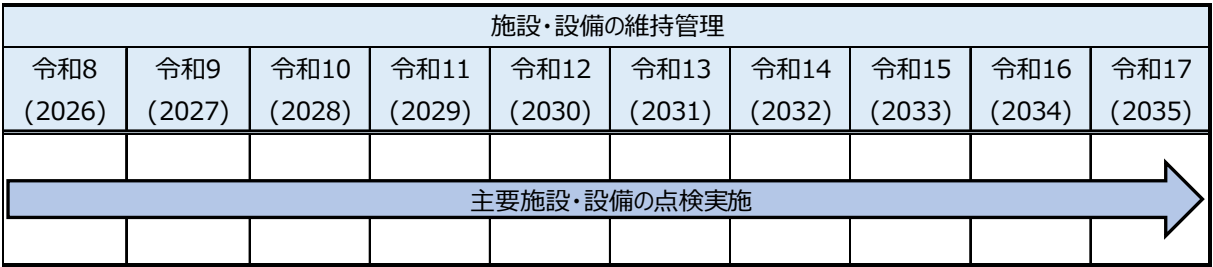 施設・設備の維持管理
令和8 令和9 令和10 令和11 令和12 令和13 令和14 令和15 令和16 令和17
(2026) (2027) (2028) (2029) (2030) (2031) (2032) (2033) (2034) (2035)
主要施設・設備の点検実施